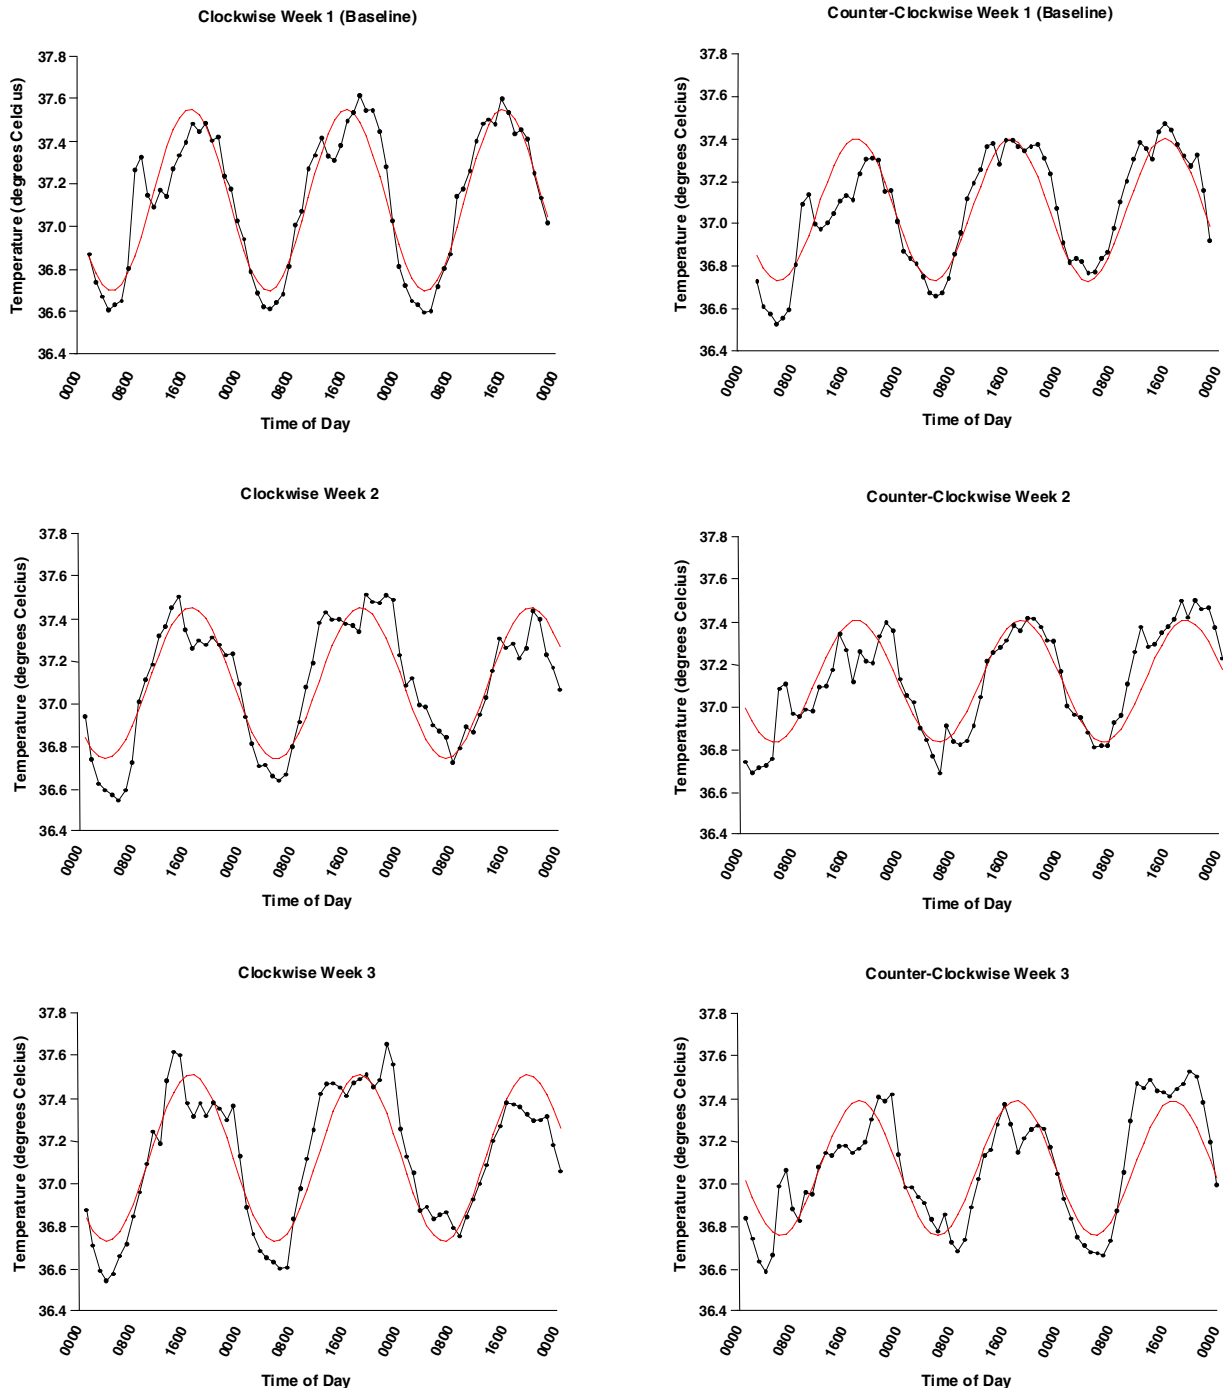 Clockwise Week 1 (Baseline)
Temperature (degrees Celcius)
37.8
37.6
37.4
37.2
37.0
36.8
36.6
36.4
0000 0800 1600 0000 0800 1600 0000 0800 1600 0000
Time of Day
Counter-Clockwise Week 1 (Baseline)
Temperature (degrees Celcius)
37.8
37.6
37.4
37.2
37.0
36.8
36.6
36.4
0000 0800 1600 0000 0800 1600 0000 0800 1600 0000
Time of Day
Clockwise Week 2
Temperature (degrees Celcius)
37.8
37.6
37.4
37.2
37.0
36.8
36.6
36.4
0000 0800 1600 0000 0800 1600 0000 0800 1600 0000
Time of Day
Counter-Clockwise Week 2
Temperature (degrees Celcius)
37.8
37.6
37.4
37.2
37.0
36.8
36.6
36.4
0000 0800 1600 0000 0800 1600 0000 0800 1600 0000
Time of Day
Clockwise Week 3
Temperature (degrees Celcius)
37.8
37.6
37.4
37.2
37.0
36.8
36.6
36.4
0000 0800 1600 0000 0800 1600 0000 0800 1600 0000
Time of Day
Counter-Clockwise Week 3
Temperature (degrees Celcius)
37.8
37.6
37.4
37.2
37.0
36.8
36.6
36.4
0000 0800 1600 0000 0800 1600 0000 0800 1600 0000
Time of Day